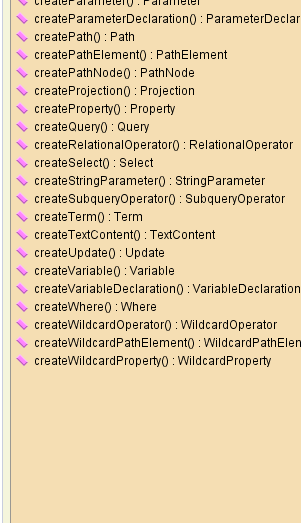 createParameter() : Parameter
createParameterDeclaration() : ParameterDeclar
createPath() : Path
createPathElement() : PathElement
createPathNode() : PathNode
createProjection() : Projection
createProperty() : Property
createQuery() : Query
createRelationalOperator() : RelationalOperator
createSelect() : Select
createStringParameter() : StringParameter
createSubqueryOperator() : SubqueryOperator
createTerm() : Term
createTextContent() : TextContent
createUpdate() : Update
createVariable() : Variable
createVariableDeclaration() : VariableDeclaration
createWhere() : Where
createWildcardOperator() : WildcardOperator
createWildcardPathElement() : WildcardPathElen
createWildcardProperty() : WildcardProperty